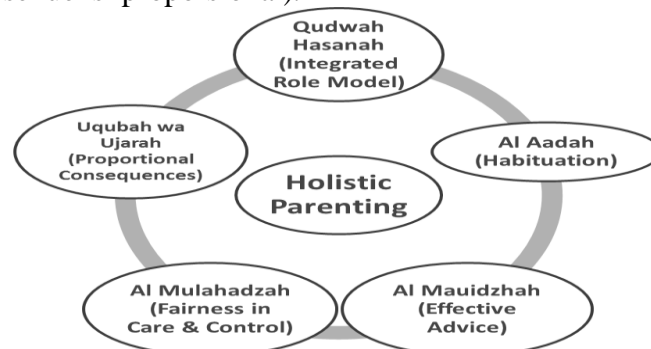 Qudwah
Hasanah
(Integrated
Role Model)
Uqubah wa
Ujarah
(Proportional
Consequences)
Al Aadah
(Habituation)
Holistic
Parenting
Al Mulahadzah
(Fairness in
Care & Control)
Al Mauidzhah
(Effective
Advice)